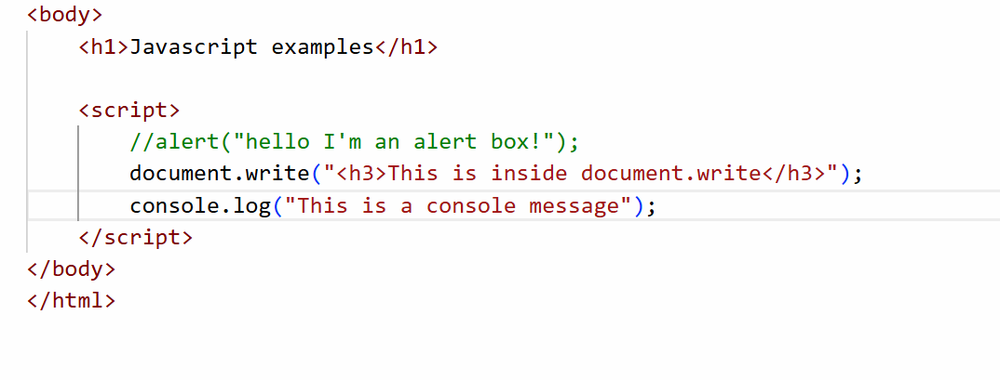 <body>
<h1>Javascript examples</h1>
<script>
//alert("hello I'm an alert box!");
document.write("<h3>This is inside document.write</h3>");
console.log("This is a console message");
</script>
</body>
</html>